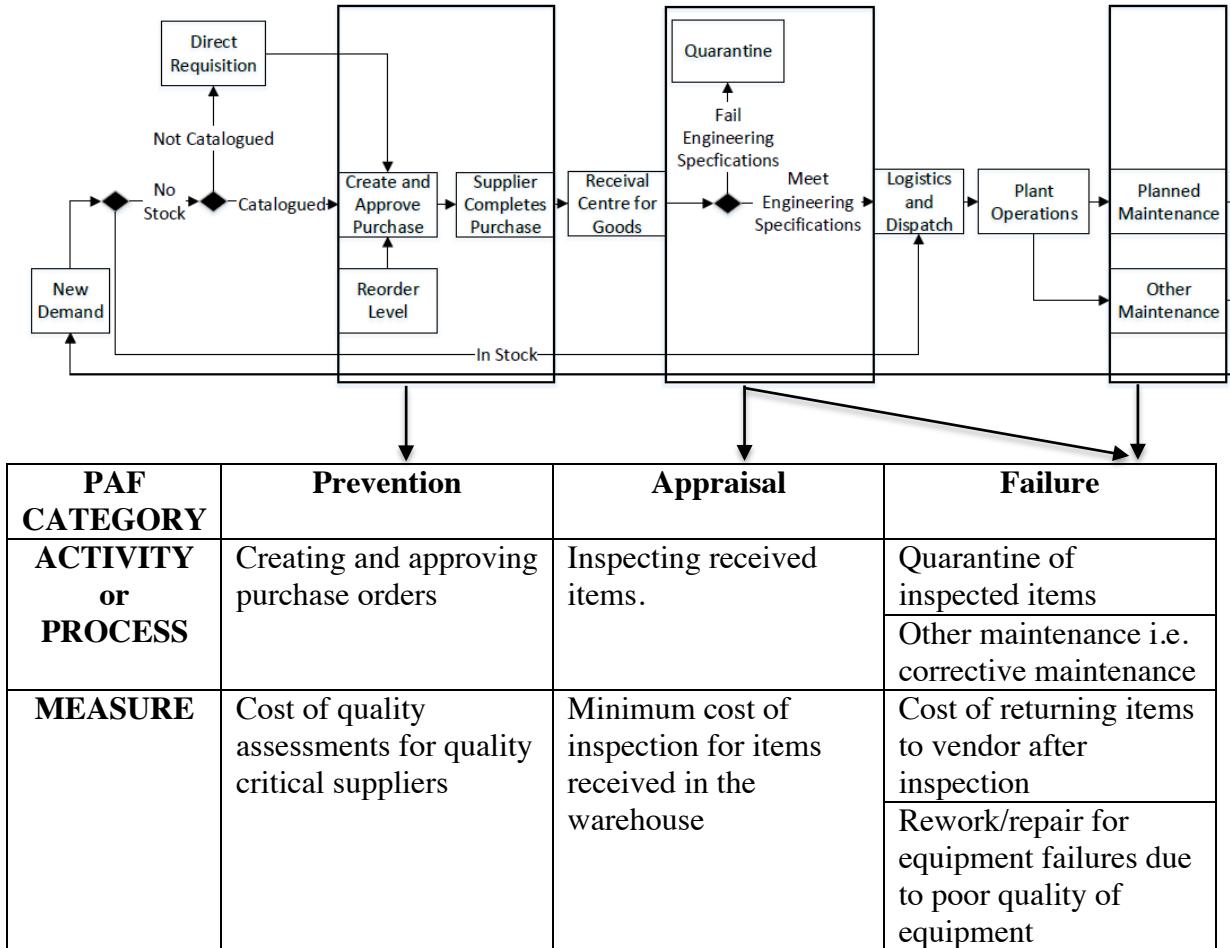 Direct
Requisition
Quarantine
Not Catalogued
Fail
Engineering
Specfications
No
Stock
Catalogued
Create and
Approve
Purchase
Supplier
Completes
Purchase
Receival
Centre for
Goods
Meet
Engineering
Specifications
Logistics
and
Dispatch
Plant
Operations
Planned
Maintenance
New
Demand
Reorder
Level
Other
Maintenance
In Stock
PAF
CATEGORY
Prevention
Appraisal
Failure
ACTIVITY
or
PROCESS
Creating and approving
purchase orders
Inspecting received
items.
Quarantine of
inspected items
Other maintenance i.e.
corrective maintenance
MEASURE
Cost of quality
assessments for quality
critical suppliers
Minimum cost of
inspection for items
received in the
warehouse
Cost of returning items
to vendor after
inspection
Rework/repair for
equipment failures due
to poor quality of
equipment